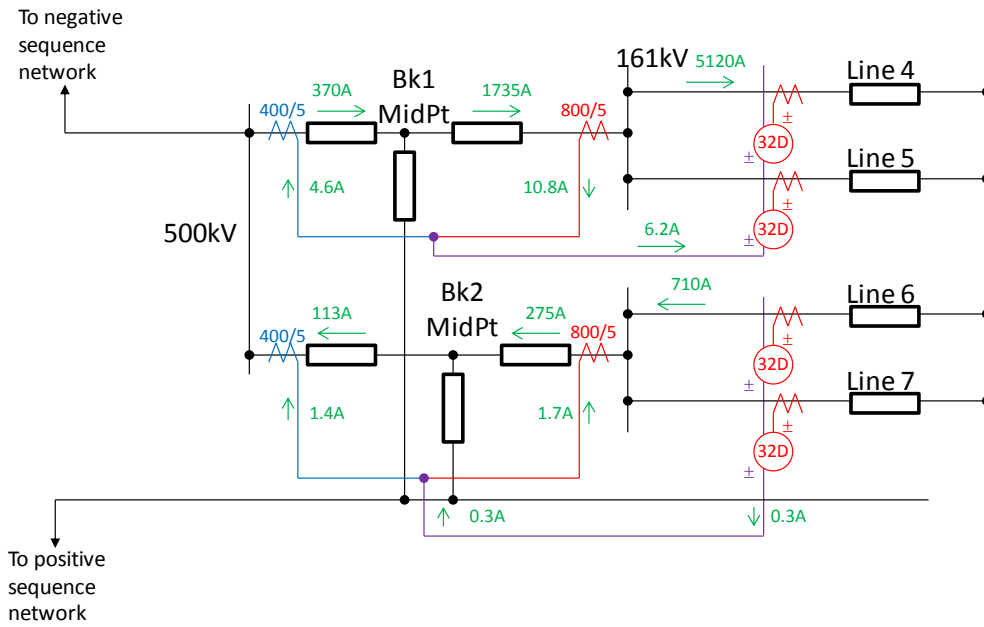 To negative
sequence
network
370A
Bk1
MidPt
1735A
161kV
5120A
Line 4
400/5
800/5
32D
±
±
4.6A
10.8A
Line 5
±
32D
±
500kV
6.2A
Bk2
MidPt
113A
275A
710A
Line 6
400/5
800/5
±
32D
±
1.4A
1.7A
Line 7
±
32D
±
0.3A
0.3A
To positive
sequence
network